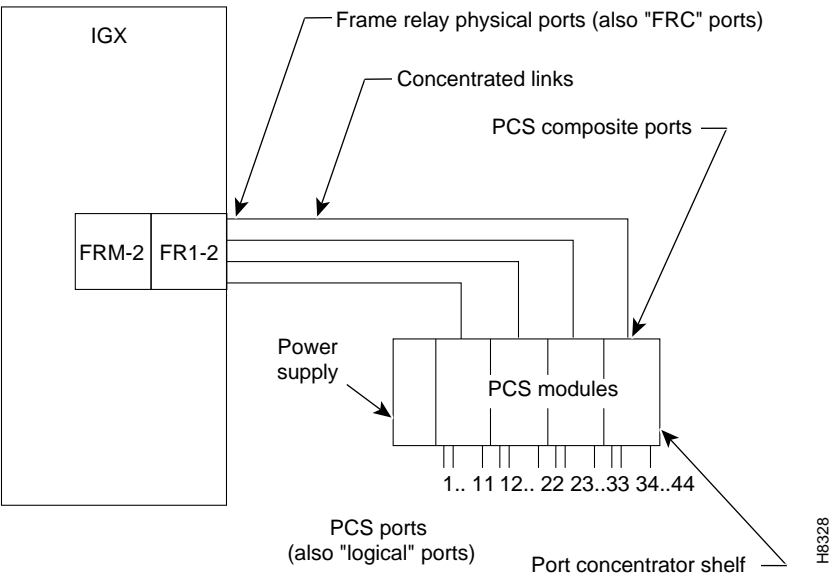 Frame relay physical ports (also "FRC" ports)
IGX
Concentrated links
PCS composite ports
FRM-2
FR1-2
Power
supply
PCS modules
1.. 11 12.. 22 23..33 34..44
PCS ports
(also "logical" ports)
Port concentrator shelf
H8328